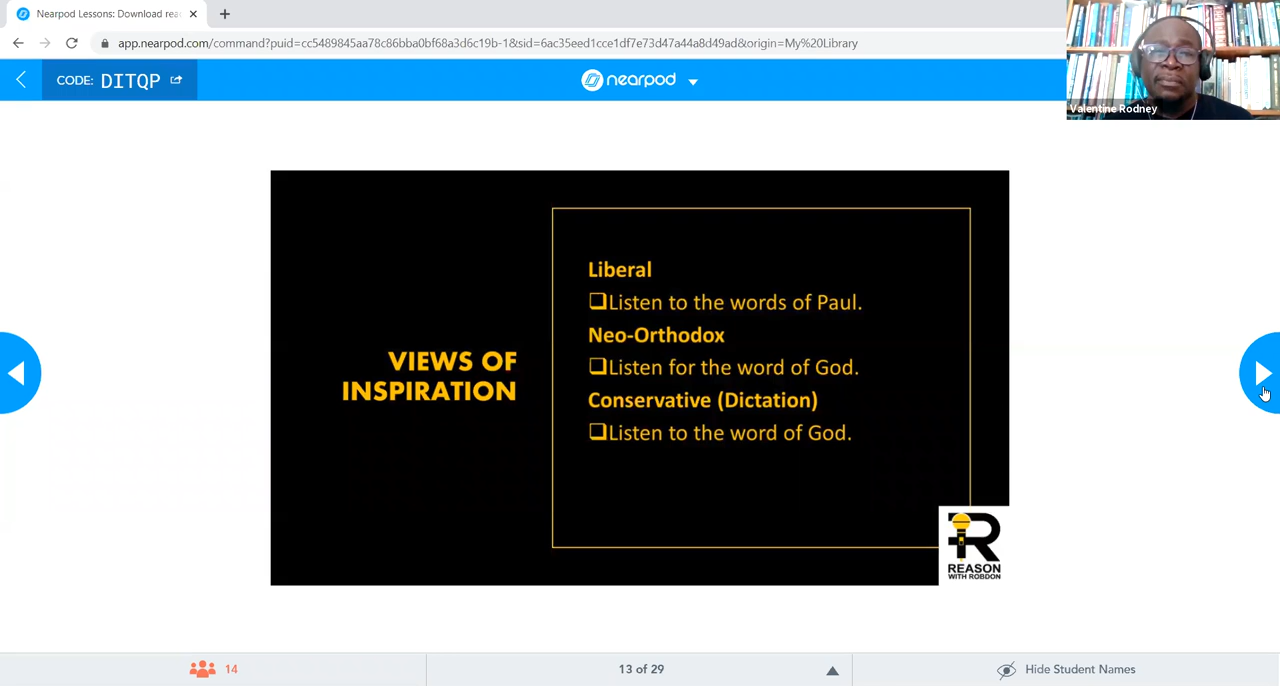 Nearpod Lessons: Download rea
app.nearpod.com/command?puid=cc5489845aa78c86bba0bf68a3d6c19b-1&sid=6ac35eed1cce1df7e73d47a44a8d49ad&origin=My%20Library
CODE: DITQP
nearpod
Valentine Rodney
VIEWS OF
INSPIRATION
Liberal
❑Listen to the words of Paul.
Neo-Orthodox
❑Listen for the word of God.
Conservative (Dictation)
❑Listen to the word of God.
R
REASON
WITH ROBDON
14
13 of 29
Hide Student Names